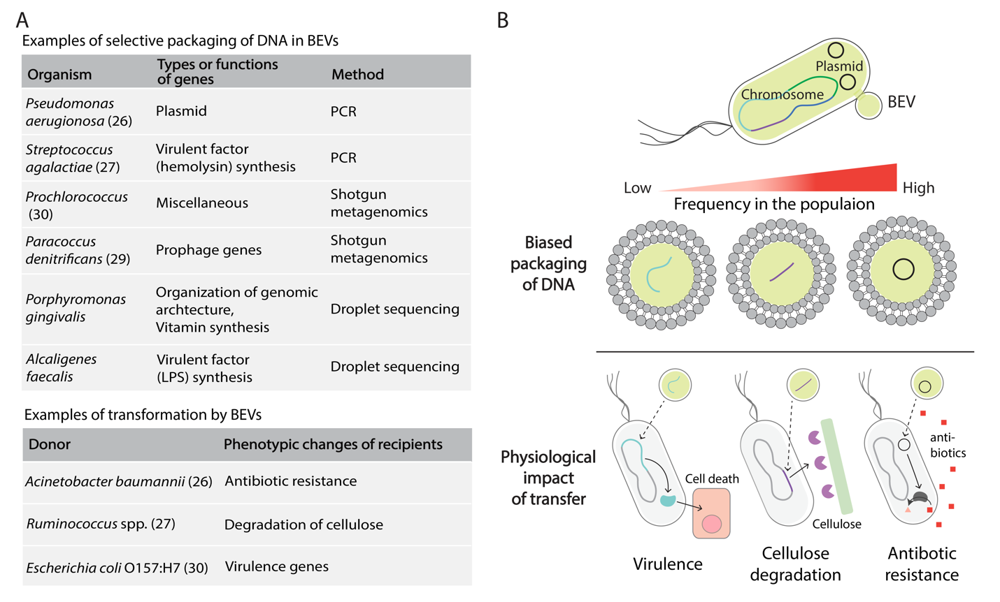 A
Examples of selective packaging of DNA in BEVs
Organism
Types or functions
of genes
Method
Pseudomonas
aerugionosa (26)
Plasmid
PCR
Streptococcus
agalactiae (27)
Virulent factor
(hemolysin) synthesis
PCR
Prochlorococcus
(30)
Miscellaneous
Shotgun
metagenomics
Paracoccus
denitrificans (29)
Prophage genes
Shotgun
metagenomics
Porphyromonas
gingivalis
Organization of genomic
archtecture,
Vitamin synthesis
Droplet sequencing
Alcaligenes
faecalis
Virulent factor
(LPS) synthesis
Droplet sequencing
Examples of transformation by BEVs
Donor
Phenotypic changes of recipients
Acinetobacter baumannii (26)
Antibiotic resistance
Ruminococcus spp. (27)
Degradation of cellulose
Escherichia coli O157:H7 (30)
Virulence genes
B
Plasmid
Chromosome
BEV
Low
High
Frequency in the populaion
Biased
packaging
of DNA
Physiological
impact
of transfer
Cell death
Cellulose
anti-
biotics
Virulence
Cellulose
degradation
Antibotic
resistance